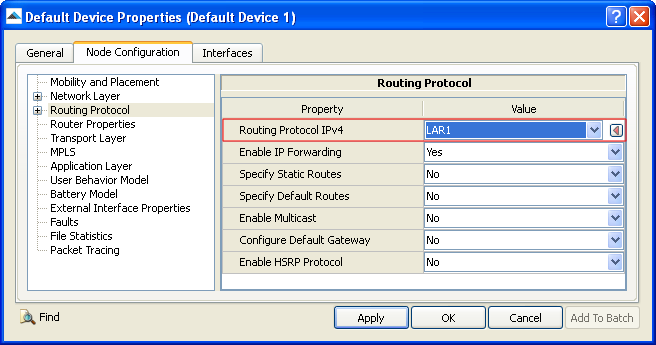 Default Device Properties (Default Device 1)
General Node Configuration Interfaces
Mobility and Placement
Network Layer
Routing Protocol
Router Properties
Transport Layer
MPLS
Application Layer
User Behavior Model
Battery Model
External Interface Properties
Faults
File Statistics
Packet Tracing
Routing Protocol
Property Value
Routing Protocol IPv4 LAR1
Enable IP Forwarding Yes
Specify Static Routes No
Specify Default Routes No
Enable Multicast No
Configure Default Gateway No
Enable HSRP Protocol No
Find Apply OK Cancel Add To Batch